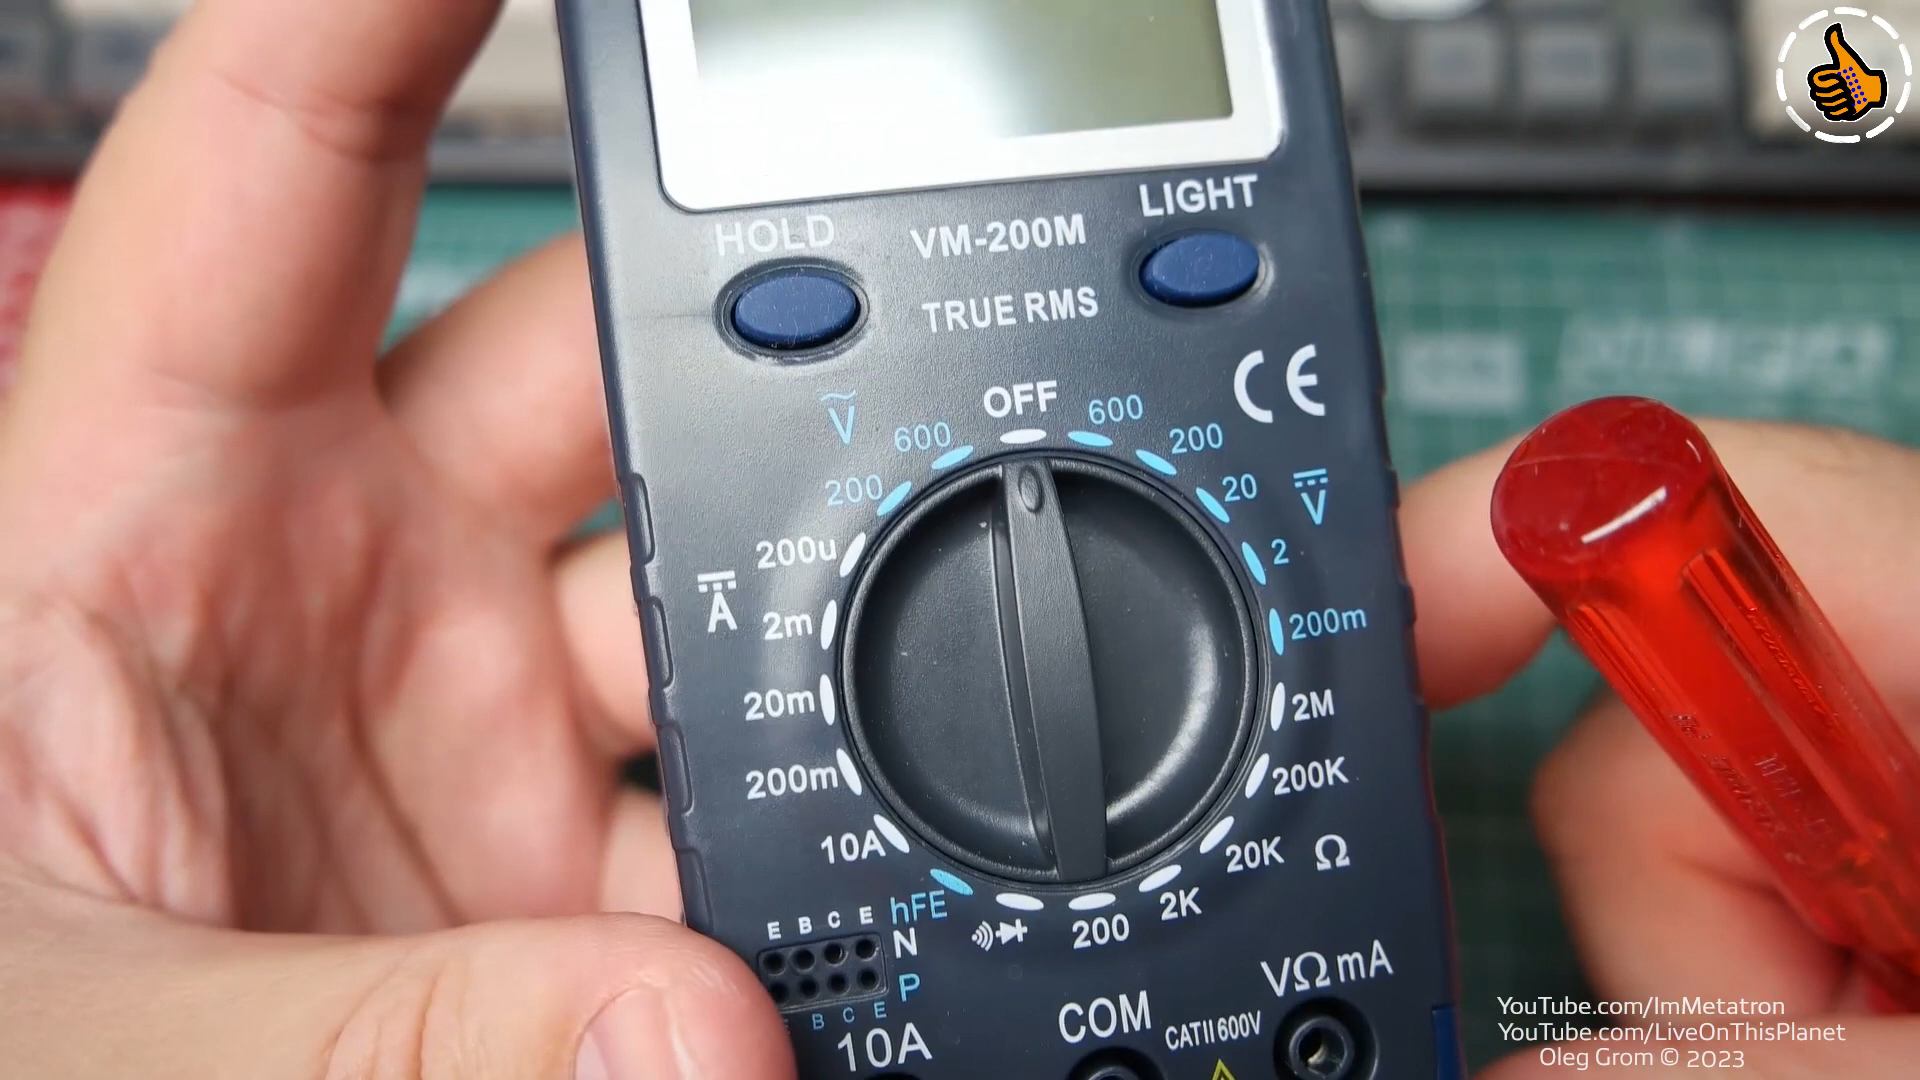 LIGHT
HOLD
VM-200M
TRUE RMS
CE
OFF
600
200
20
V
2
200m
2M
200K
20K
Ω
2K
200
hFE
10A
200m
20m
2m
A
200u
200
600
V
E B C E
N
P
B C E
10A
COM
CATII 600V
VΩmA
YouTube.com/ImMetatron
YouTube.com/LiveOnThisPlanet
Oleg Grom © 2023